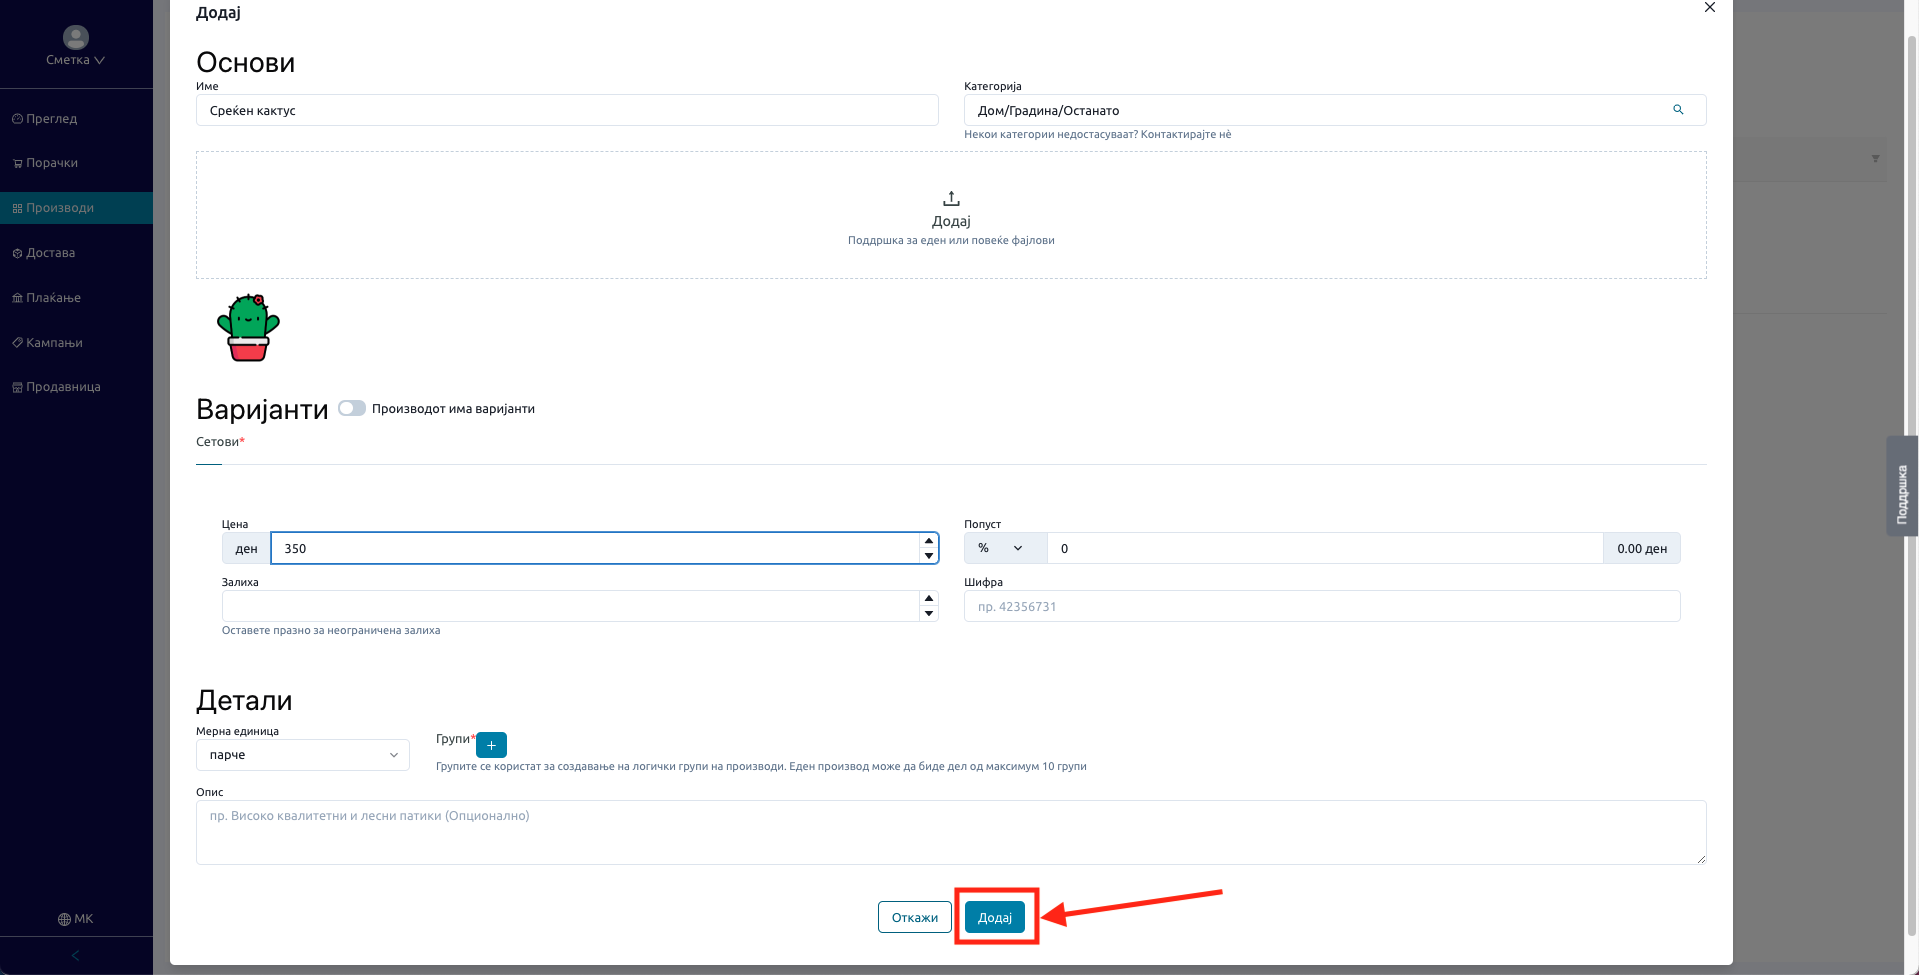 Сметка
Преглед
Порачки
Производи
Достава
Плаќање
Кампањи
Продавница
МК
Додај
Основи
Име
Среќен кактус
Категорија
Дом/Градина/Останато
Некои категории недостасуваат? Контактирајте нѐ
Додај
Поддршка за еден или повеќе фајлови
Варијанти
Производот има варијанти
Сетови*
Цена
ден 350
Попуст
% 0 0.00 ден
Залиха
Оставете празно за неограничена залиха
Шифра
пр. 42356731
Детали
Мерна единица
парче
Групи* +
Групите се користат за создавање на логички групи на производи. Еден производ може да биде дел од максимум 10 групи
Опис
пр. Високо квалитетни и лесни патики (Опционално)
Откажи
Додај
Поддршка